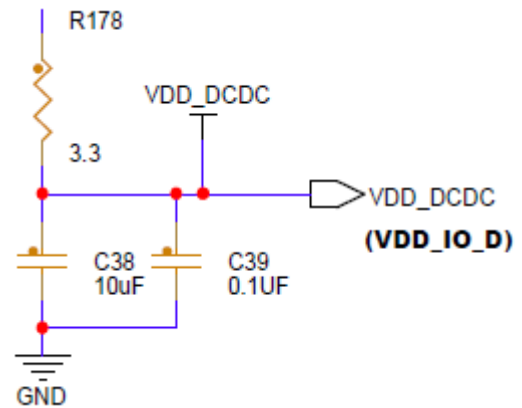 R178
VDD_DCDC
3.3
VDD_DCDC
(VDD_IO_D)
C38
10uF
C39
0.1UF
GND